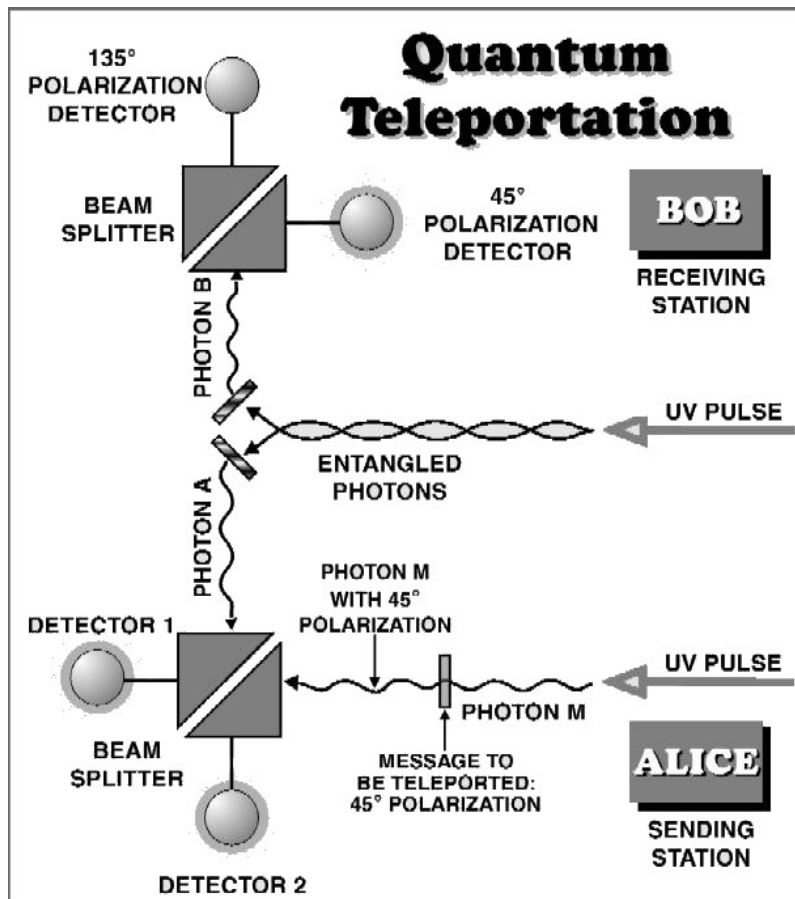 Quantum
Teleportation
135°
POLARIZATION
DETECTOR
BEAM
SPLITTER
45°
POLARIZATION
DETECTOR
BOB
RECEIVING
STATION
PHOTON B
UV PULSE
ENTANGLED
PHOTONS
PHOTON A
PHOTON M
WITH 45°
POLARIZATION
DETECTOR 1
UV PULSE
PHOTON M
BEAM
SPLITTER
MESSAGE TO
BE TELEPORTED:
45° POLARIZATION
ALICE
SENDING
STATION
DETECTOR 2